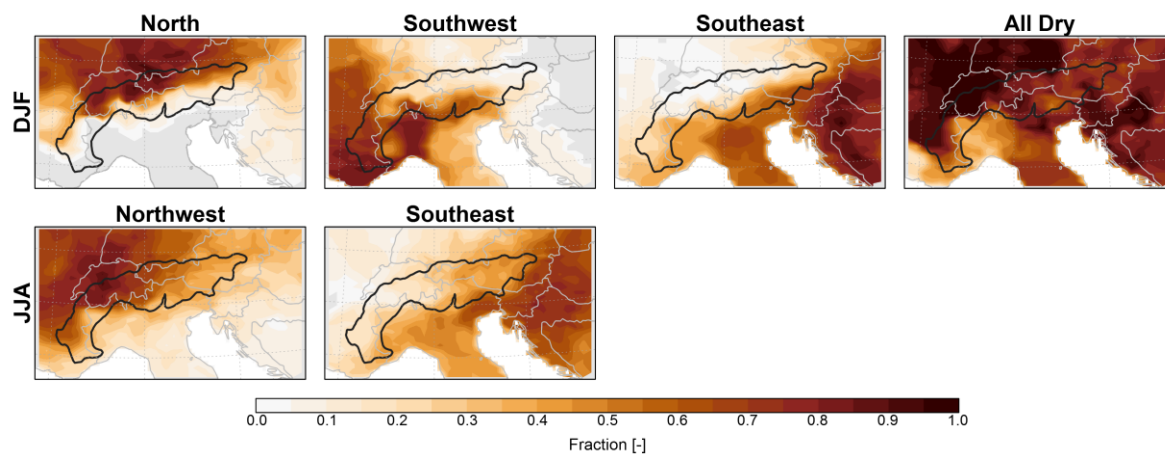 North Southwest Southeast All Dry
DJF
Northwest Southeast
JJA
0.0 0.1 0.2 0.3 0.4 0.5 0.6 0.7 0.8 0.9 1.0
Fraction [-]